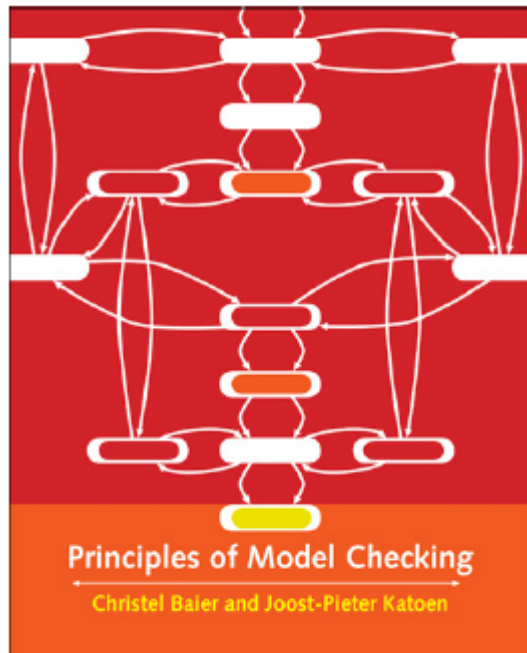 Principles of Model Checking
Christel Baier and Joost-Pieter Katoen